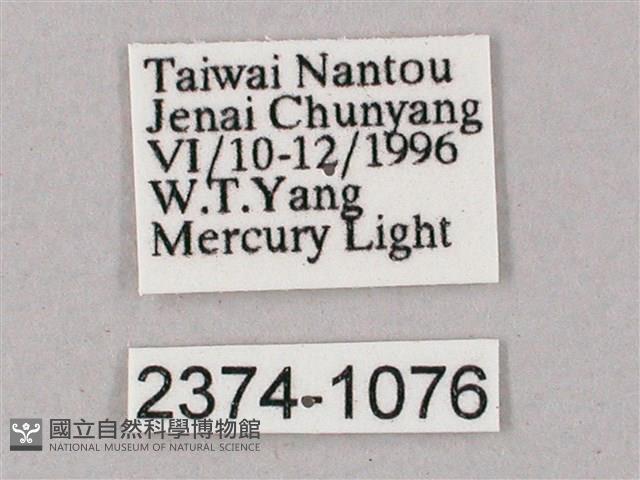 Taiwai Nantou
Jenai Chunyang
VI/10-12/1996
W.T.Yang
Mercury Light
2374-1076
國立自然科學博物館
NATIONAL MUSEUM OF NATURAL SCIENCE